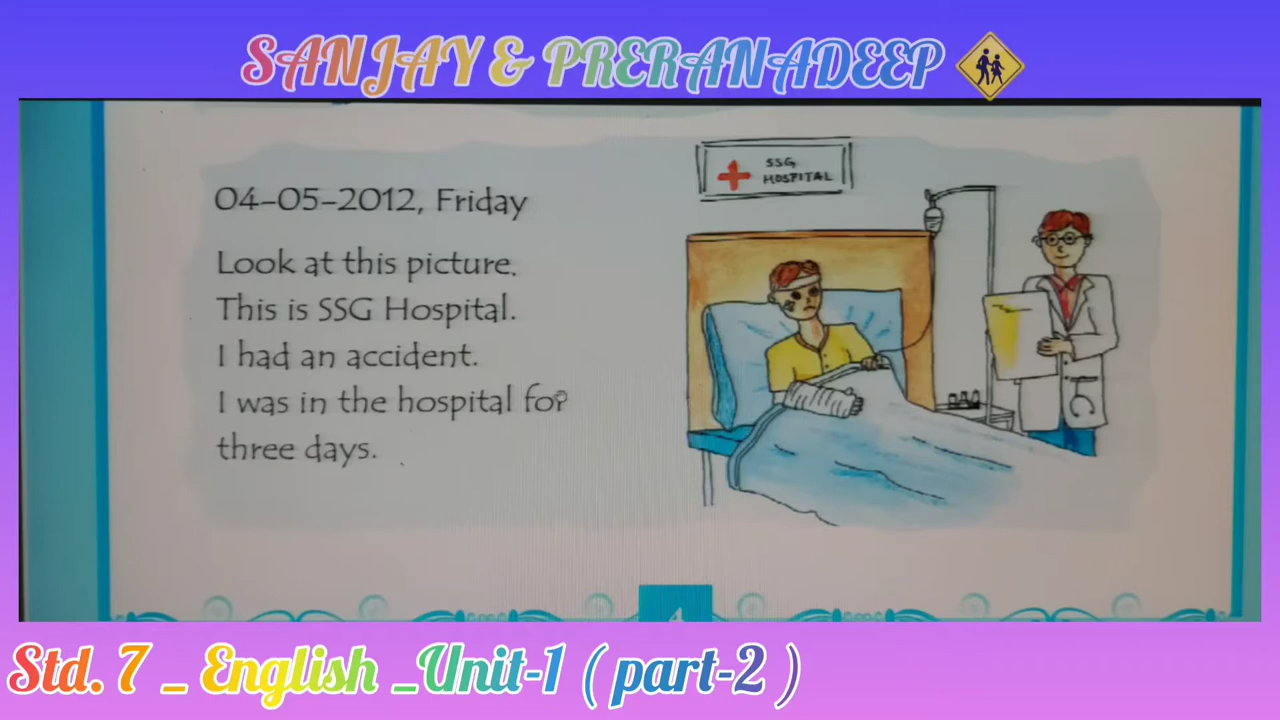 SANJAY & PRERANADEEP
SSG
HOSPITAL
04-05-2012, Friday
Look at this picture.
This is SSG Hospital.
I had an accident.
I was in the hospital for
three days.
4
Std. 7 _ English _Unit-1 ( part-2 )